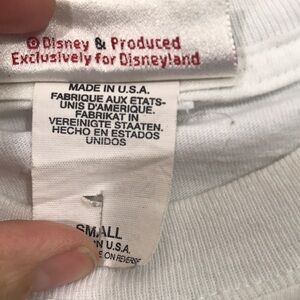 © Disney & Produced
Exclusively for Disneyland
MADE IN U.S.A.
FABRIQUE AUX ETATS-
UNIS D'AMERIQUE.
FABRIKAT IN
VEREINIGTE STAATEN.
HECHO EN ESTADOS
UNIDOS
SMALL
IN U.S.A.
ON REVERSE